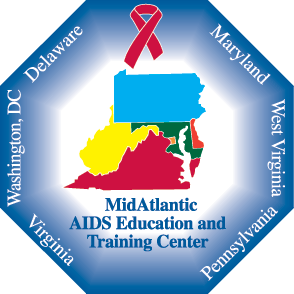 Delaware
Maryland
Washington, DC
West Virginia
Virginia
Pennsylvania
MidAtlantic
AIDS Education and
Training Center